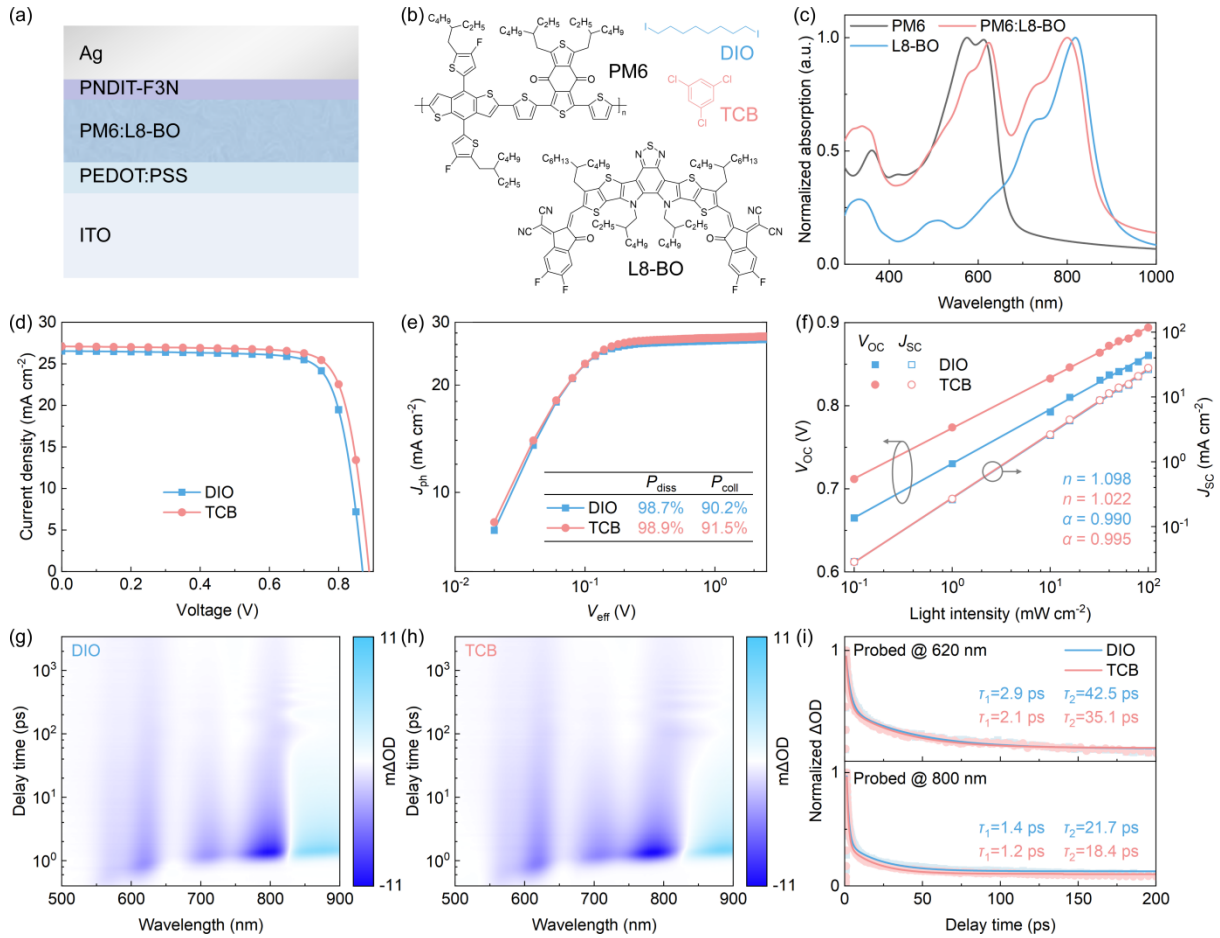 (a)
Ag
PNDIT-F3N
PM6:L8-BO
PEDOT:PSS
ITO
(b)
C₄H₉
C₂H₅
F
S
S
C₄H₉
C₂H₅
C₂H₅
C₄H₉
S
O
O
S
S
S
S
S
n
S
F
C₄H₉
C₂H₅
PM6
I
I
DIO
Cl
Cl
Cl
TCB
C₆H₁₃
C₄H₉
N
S
N
C₄H₉
C₆H₁₃
S
S
S
S
N
N
C₂H₅
C₄H₉
C₂H₅
C₄H₉
CN
CN
O
F
F
NC
CN
O
F
F
L8-BO
(c)
PM6
PM6:L8-BO
L8-BO
Normalized absorption (a.u.)
1.0
0.5
0.0
400 600 800 1000
Wavelength (nm)
(d)
Current density (mA cm⁻²)
30
25
20
15
10
5
0
DIO
TCB
0.0 0.2 0.4 0.6 0.8
Voltage (V)
(e)
J_ph (mA cm⁻²)
30
20
10
P_diss P_coll
DIO 98.7% 90.2%
TCB 98.9% 91.5%
10⁻² 10⁻¹ 10⁰
V_eff (V)
(f)
V_OC J_SC
DIO
TCB
V_OC (V)
0.9
0.8
0.7
0.6
J_SC (mA cm⁻²)
10²
10¹
10⁰
10⁻¹
n = 1.098
n = 1.022
α = 0.990
α = 0.995
10⁻¹ 10⁰ 10¹ 10²
Light intensity (mW cm⁻²)
(g)
DIO
Delay time (ps)
10³
10²
10¹
10⁰
500 600 700 800 900
Wavelength (nm)
11
mΔOD
-11
(h)
TCB
Delay time (ps)
10³
10²
10¹
10⁰
500 600 700 800 900
Wavelength (nm)
11
mΔOD
-11
(i)
Normalized ΔOD
1
Probed @ 620 nm
DIO
TCB
τ₁=2.9 ps τ₂=42.5 ps
τ₁=2.1 ps τ₂=35.1 ps
1
Probed @ 800 nm
τ₁=1.4 ps τ₂=21.7 ps
τ₁=1.2 ps τ₂=18.4 ps
0
0 50 100 150 200
Delay time (ps)